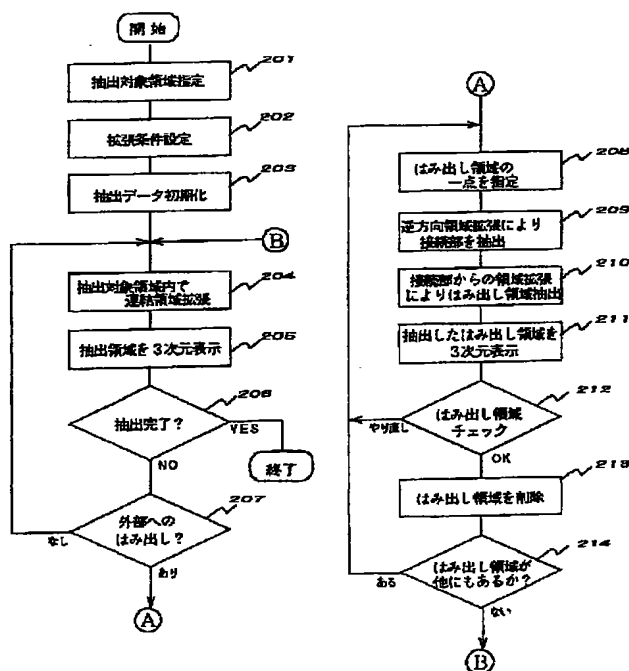 開始
抽出対象領域指定
201
拡張条件設定
202
抽出データ初期化
203
B
抽出対象領域内で
連結領域拡張
204
抽出領域を3次元表示
205
抽出完了?
206
YES
終了
NO
外部への
はみ出し?
207
なし
あり
A
A
はみ出し領域の
一点を指定
208
逆方向領域拡張により
接続部を抽出
209
接続部からの領域拡張
によりはみ出し領域抽出
210
抽出したはみ出し領域を
3次元表示
211
はみ出し領域
チェック
212
やり直し
OK
はみ出し領域を削除
213
はみ出し領域が
他にもあるか?
214
ある
ない
B